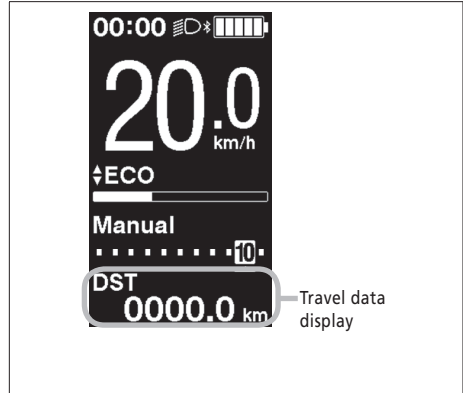 00:00
20.0
km/h
ECO
Manual
10
DST
0000.0 km
Travel data
display